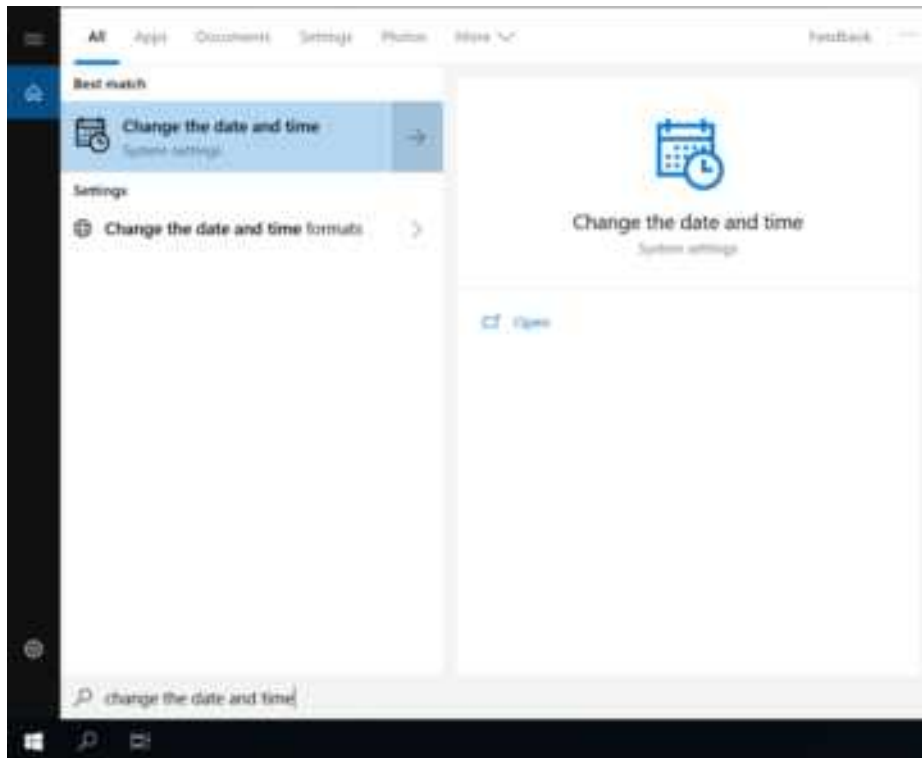 All Apps Documents Settings Photos More Feedback ...
Best match
Change the date and time
System settings
Settings
Change the date and time formats
Change the date and time
System settings
Open
change the date and time